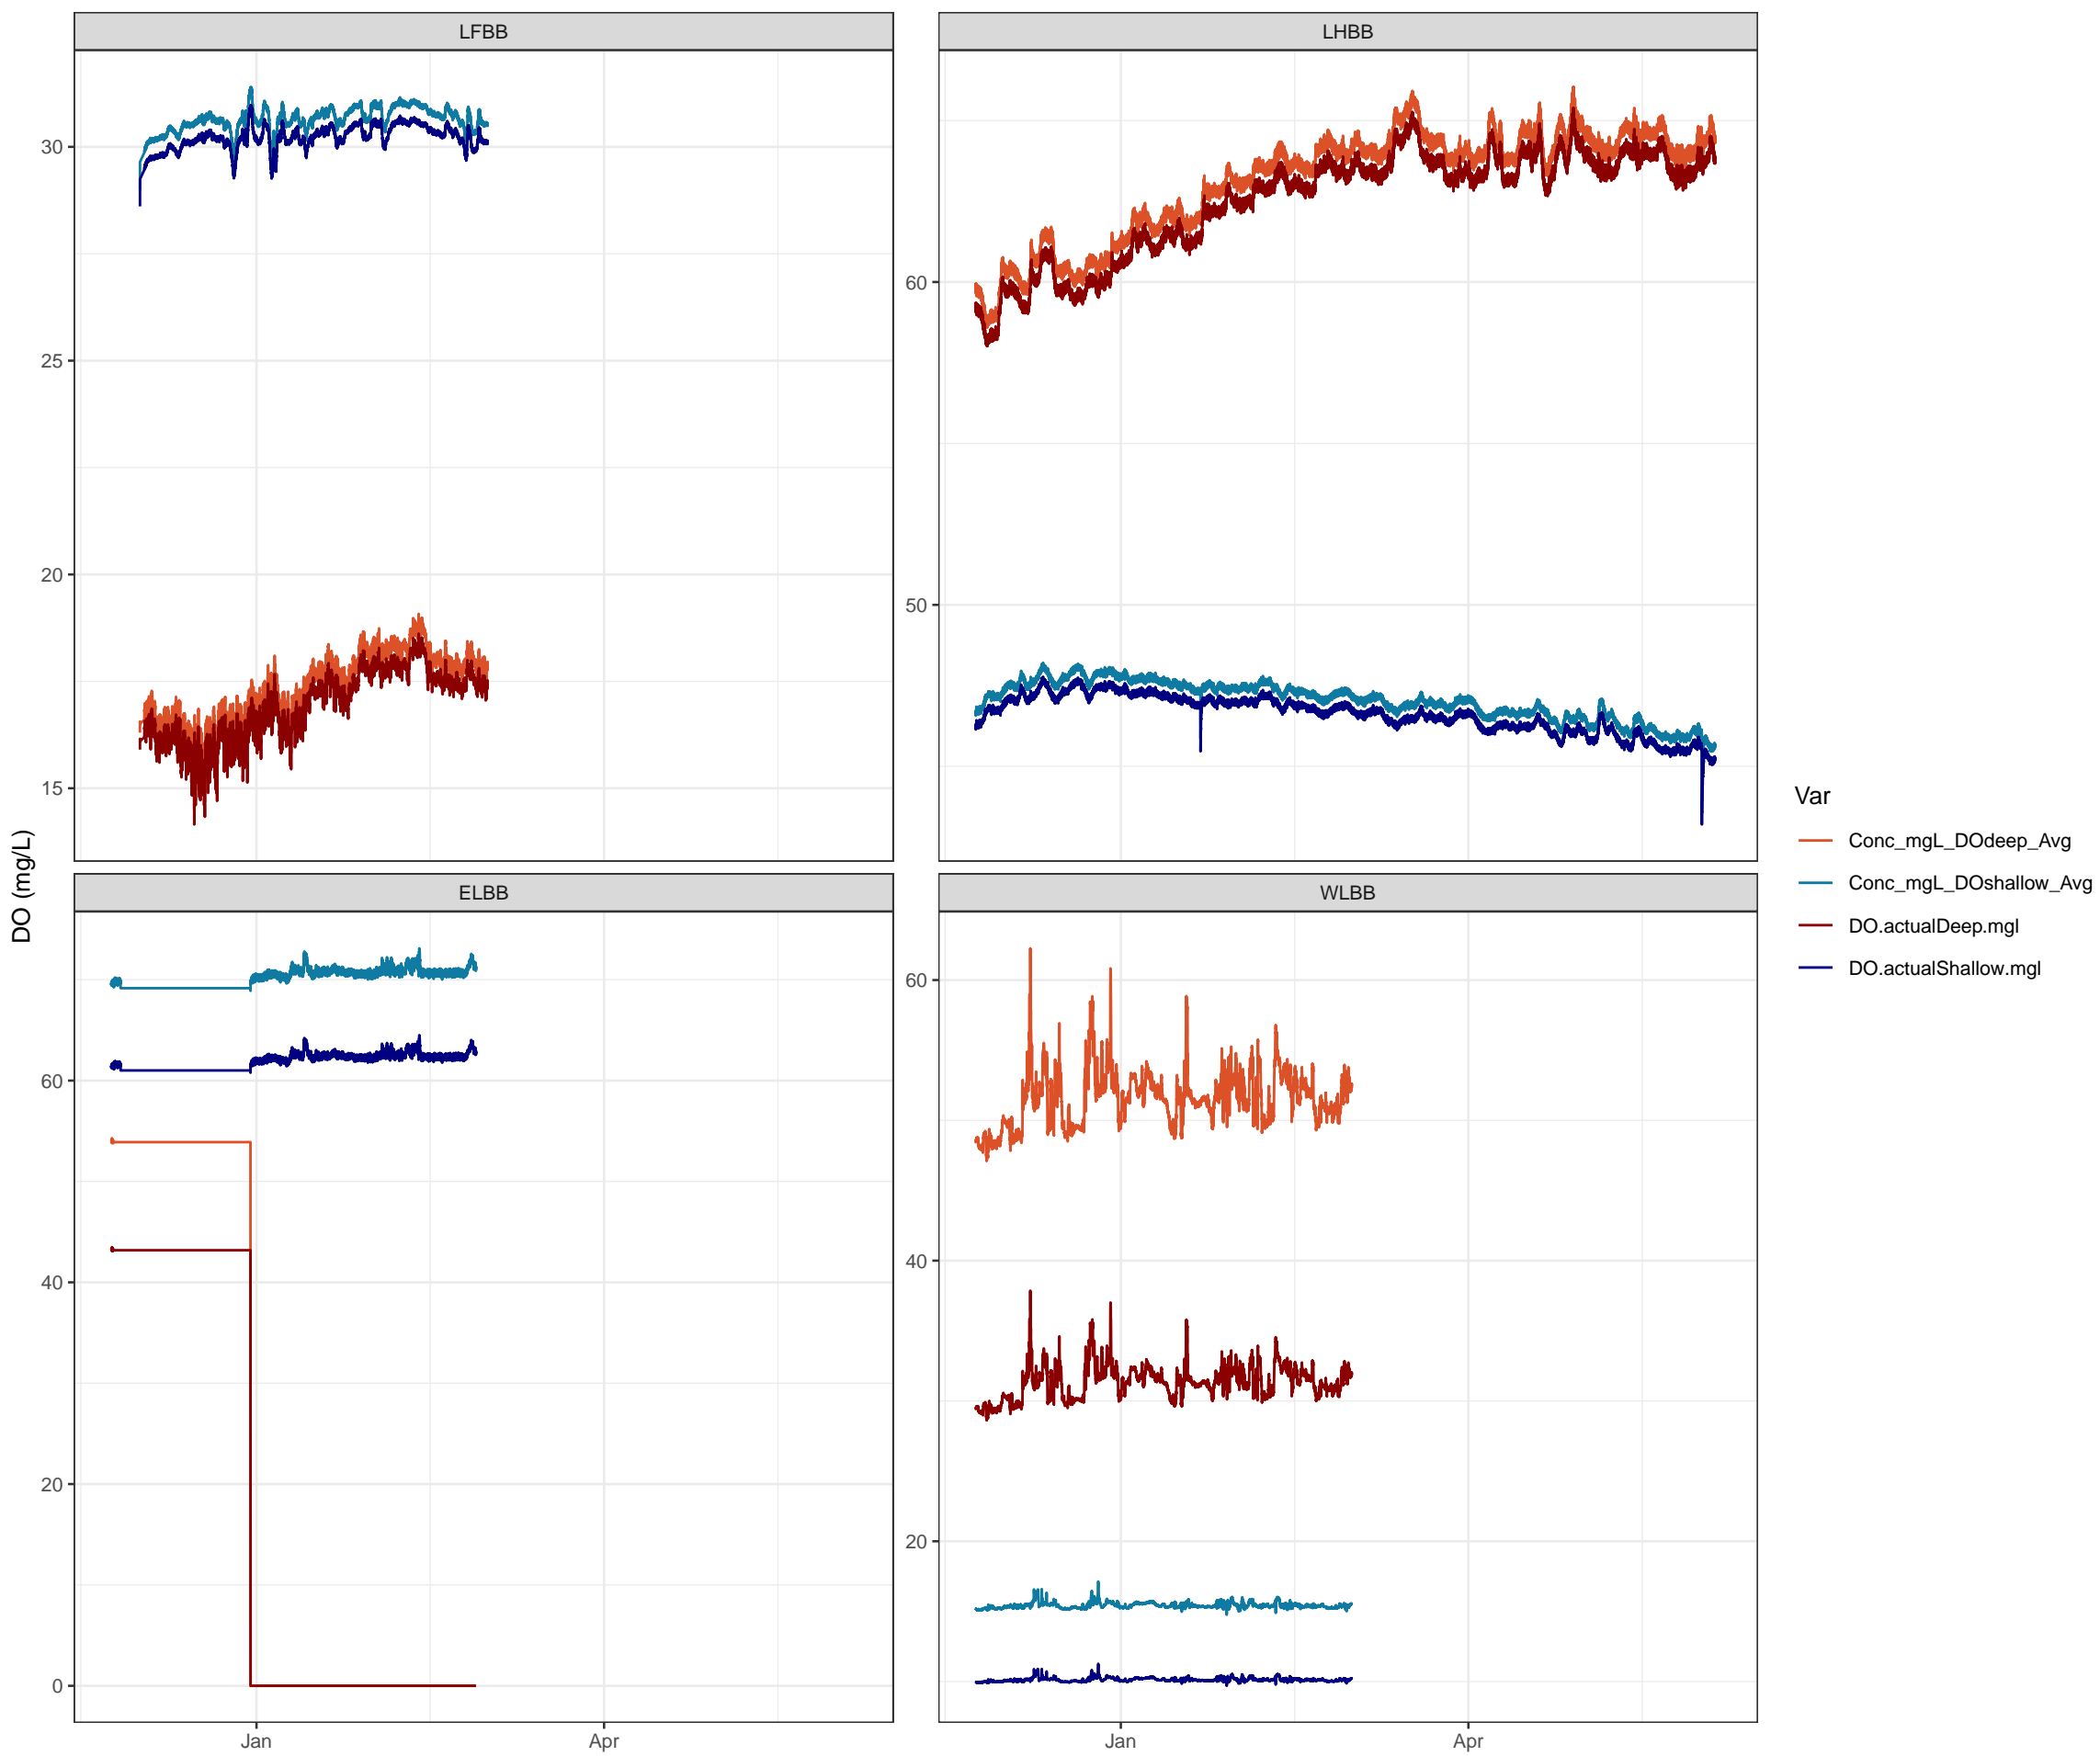 LFBB
LHBB
30
25
20
15
60
50
DO (mg/L)
ELBB
WLBB
60
40
20
0
60
40
20
Jan
Apr
Jan
Apr
Var
Conc_mgL_DOdeep_Avg
Conc_mgL_DOshallow_Avg
DO.actualDeep.mgl
DO.actualShallow.mgl